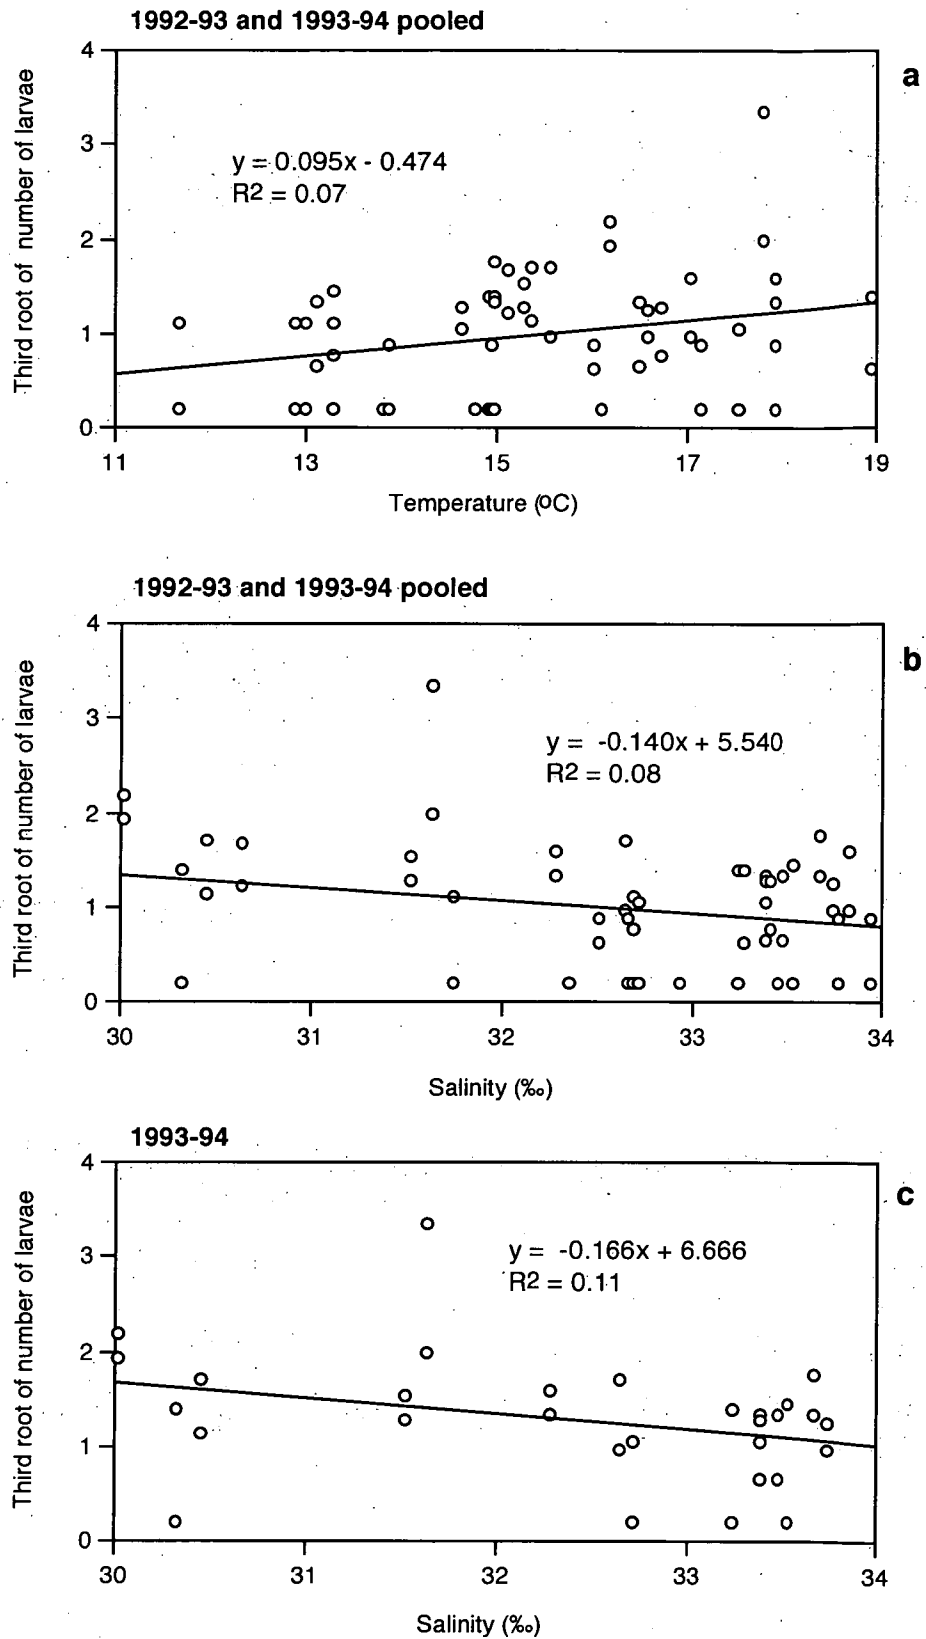 1992-93 and 1993-94 pooled
a
Third root of number of larvae
4
3
2
1
0
y = 0.095x - 0.474
R2 = 0.07
11 13 15 17 19
Temperature (ºC)
1992-93 and 1993-94 pooled
b
Third root of number of larvae
4
3
2
1
0
y = -0.140x + 5.540
R2 = 0.08
30 31 32 33 34
Salinity (‰)
1993-94
c
Third root of number of larvae
4
3
2
1
0
y = -0.166x + 6.666
R2 = 0.11
30 31 32 33 34
Salinity (‰)